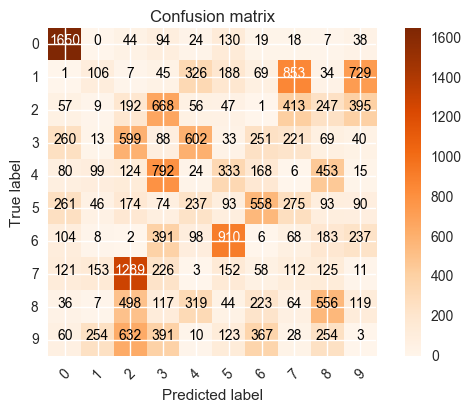 Confusion matrix
0 1650 0 44 94 24 130 19 18 7 38
1 1 106 7 45 326 188 69 853 34 729
2 57 9 192 668 56 47 1 413 247 395
3 260 13 599 88 602 33 251 221 69 40
4 80 99 124 792 24 333 168 6 453 15
5 261 46 174 74 237 93 558 275 93 90
6 104 8 2 391 98 910 6 68 183 237
7 121 153 1289 226 3 152 58 112 125 11
8 36 7 498 117 319 44 223 64 556 119
9 60 254 632 391 10 123 367 28 254 3
0 1 2 3 4 5 6 7 8 9
True label
Predicted label
1600
1400
1200
1000
800
600
400
200
0